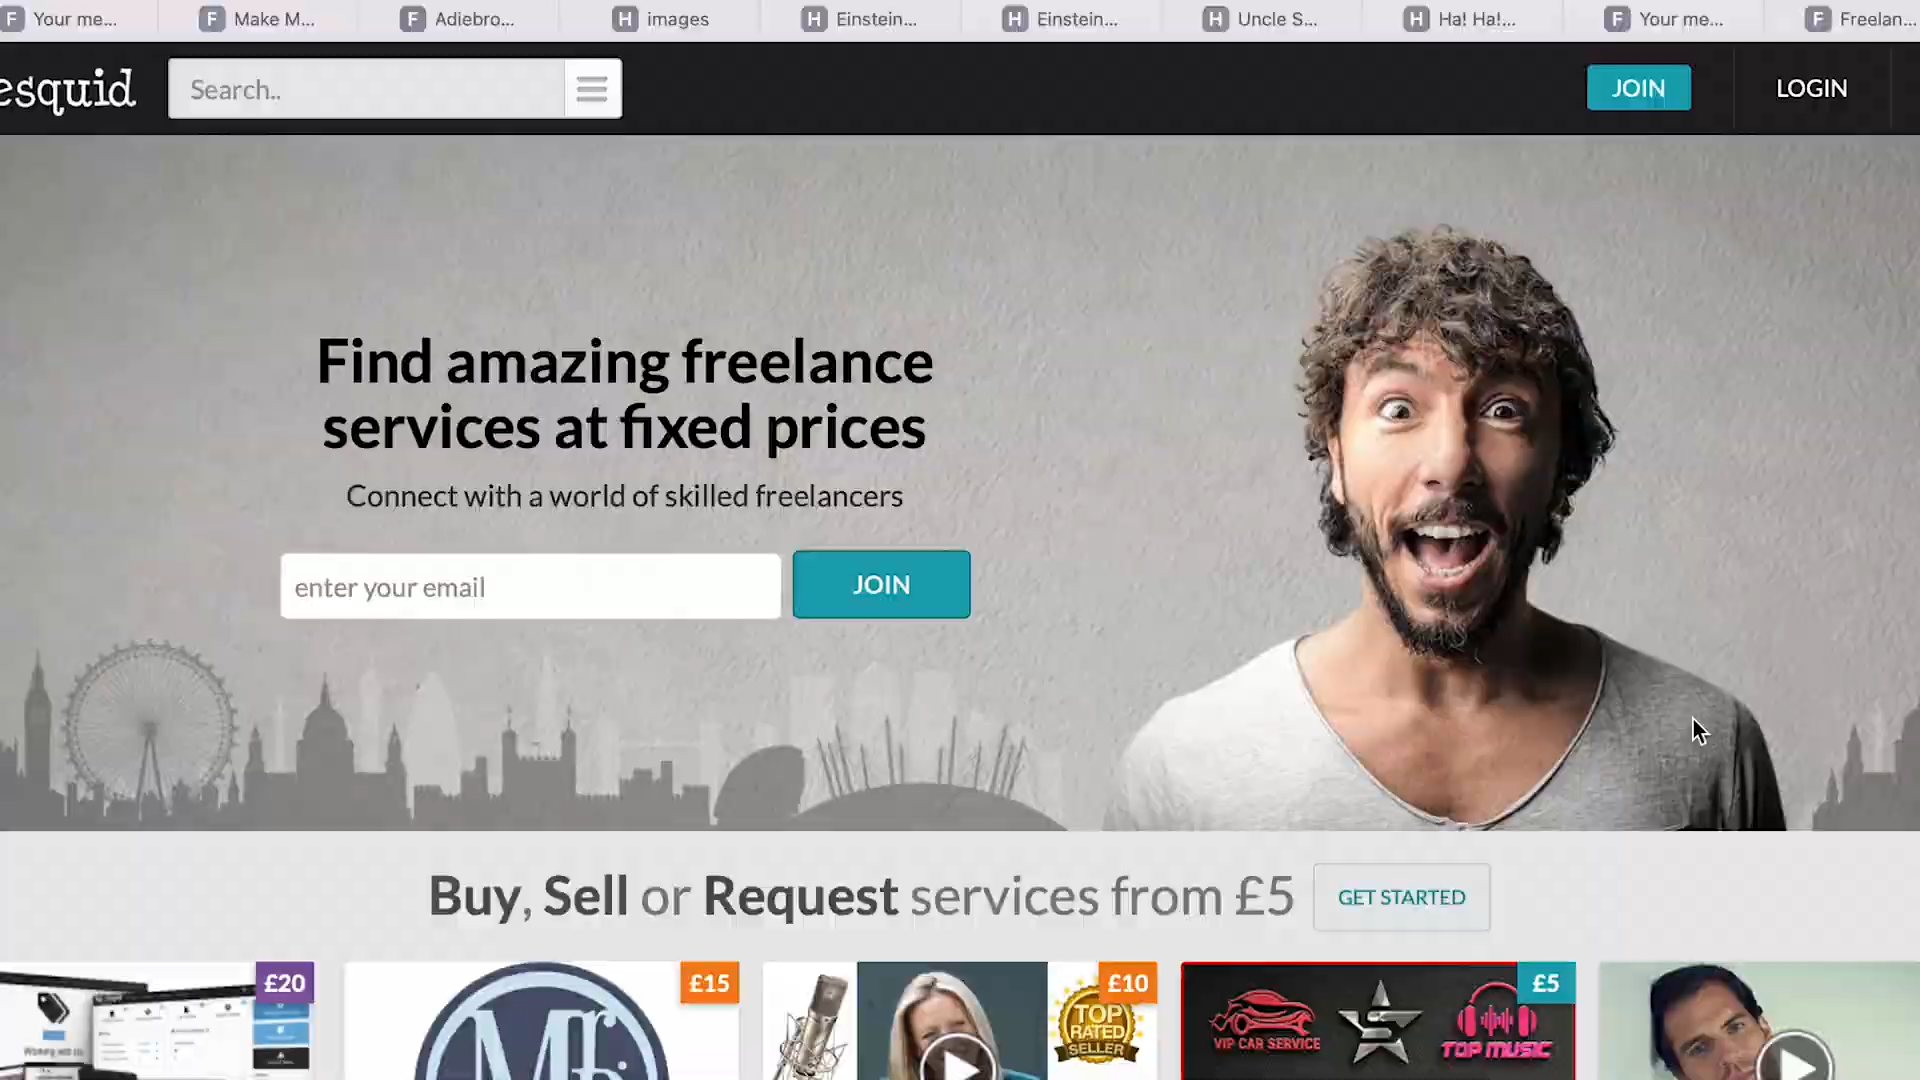 Your me...
Make M...
Adiebro...
images
Einstein...
Einstein...
Uncle S...
Ha! Ha!...
Your me...
Freelan...
esquid
Search..
JOIN
LOGIN
Find amazing freelance
services at fixed prices
Connect with a world of skilled freelancers
enter your email
JOIN
Buy, Sell or Request services from £5
GET STARTED
£20
£15
£10
£5
TOP
RATED
SELLER
VIP CAR SERVICE
TOP MUSIC